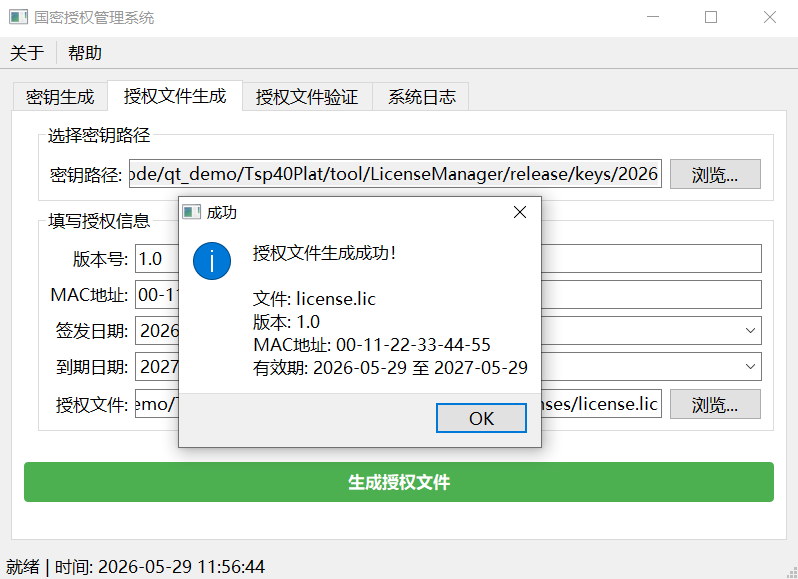 国密授权管理系统
关于 帮助
密钥生成 授权文件生成 授权文件验证 系统日志
选择密钥路径
密钥路径: ode/qt_demo/Tsp40Plat/tool/LicenseManager/release/keys/2026 浏览...
填写授权信息
版本号: 1.0
MAC地址: 00-11
签发日期: 2026
到期日期: 2027
授权文件: emo/ nses/license.lic 浏览...
成功
授权文件生成成功!
文件: license.lic
版本: 1.0
MAC地址: 00-11-22-33-44-55
有效期: 2026-05-29 至 2027-05-29
OK
生成授权文件
就绪 | 时间: 2026-05-29 11:56:44